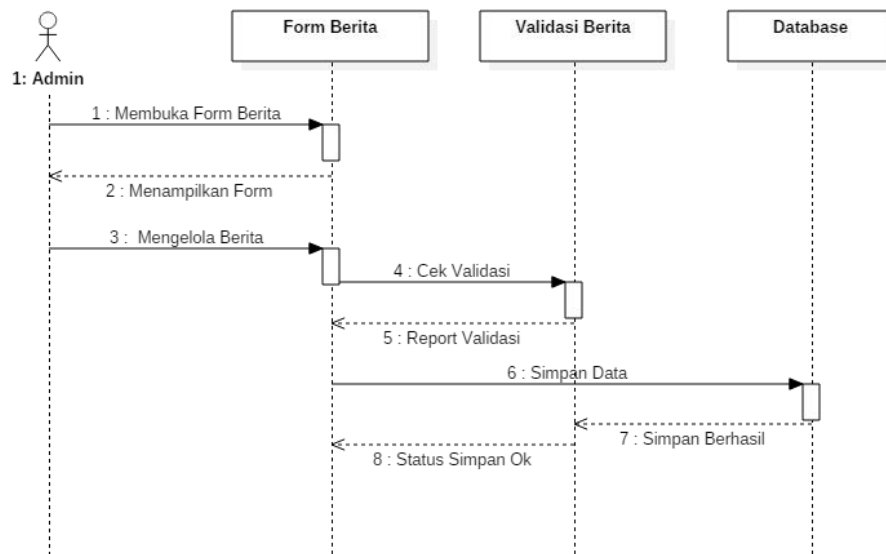 Form Berita
Validasi Berita
Database
1: Admin
1 : Membuka Form Berita
2 : Menampilkan Form
3 :  Mengelola Berita
4 : Cek Validasi
5 : Report Validasi
6 : Simpan Data
7 : Simpan Berhasil
8 : Status Simpan Ok